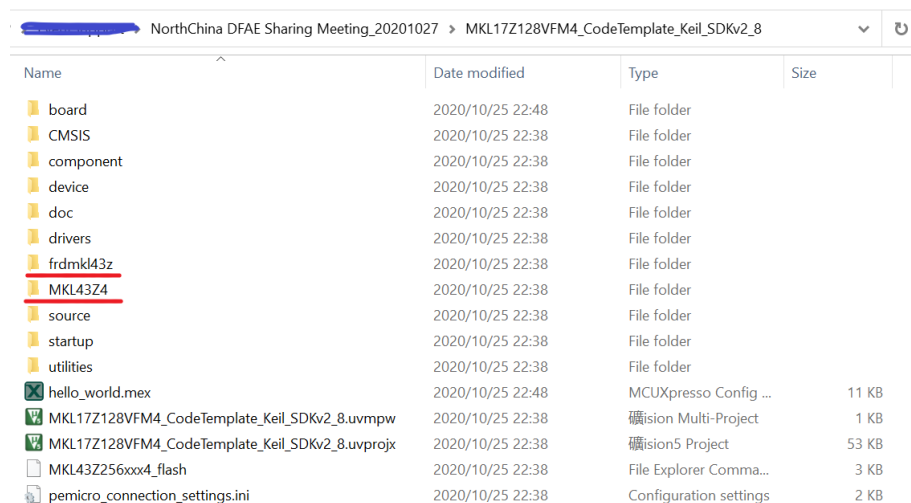 NorthChina DFAE Sharing Meeting_20201027 > MKL17Z128VFM4_CodeTemplate_Keil_SDKv2_8
Name Date modified Type Size
board 2020/10/25 22:48 File folder
CMSIS 2020/10/25 22:38 File folder
component 2020/10/25 22:38 File folder
device 2020/10/25 22:38 File folder
doc 2020/10/25 22:38 File folder
drivers 2020/10/25 22:38 File folder
frdmkl43z 2020/10/25 22:38 File folder
MKL43Z4 2020/10/25 22:38 File folder
source 2020/10/25 22:38 File folder
startup 2020/10/25 22:38 File folder
utilities 2020/10/25 22:38 File folder
hello_world.mex 2020/10/25 22:48 MCUXpresso Config ... 11 KB
MKL17Z128VFM4_CodeTemplate_Keil_SDKv2_8.uvmpw 2020/10/25 22:38 礦ision Multi-Project 1 KB
MKL17Z128VFM4_CodeTemplate_Keil_SDKv2_8.uvprojx 2020/10/25 22:38 礦ision5 Project 53 KB
MKL43Z256xxx4_flash 2020/10/25 22:38 File Explorer Comma... 3 KB
pemicro_connection_settings.ini 2020/10/25 22:38 Configuration settings 2 KB